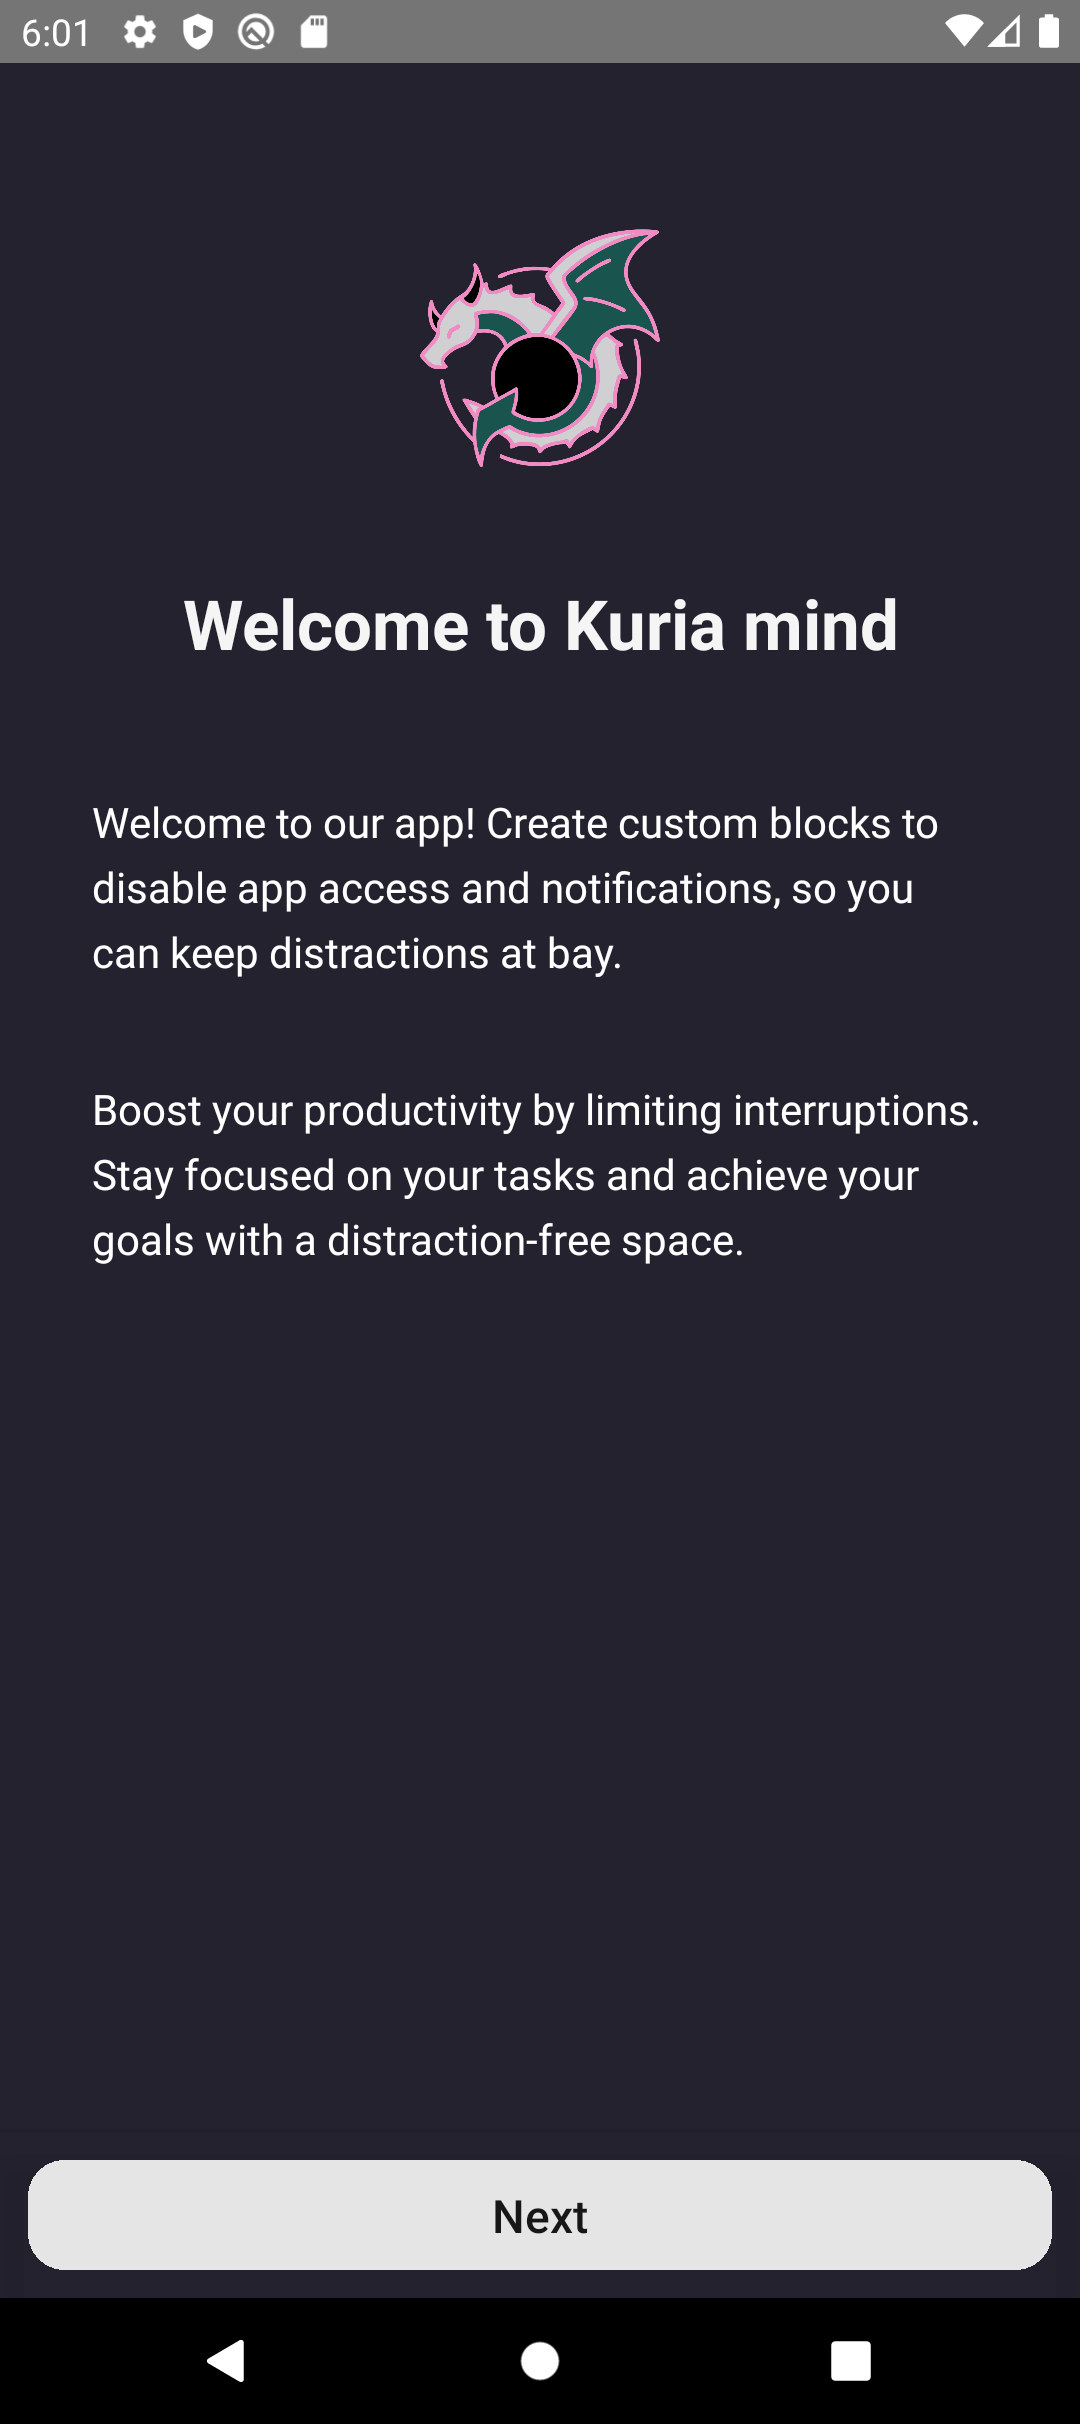 6:01
Welcome to Kuria mind
Welcome to our app! Create custom blocks to
disable app access and notifications, so you
can keep distractions at bay.
Boost your productivity by limiting interruptions.
Stay focused on your tasks and achieve your
goals with a distraction-free space.
Next